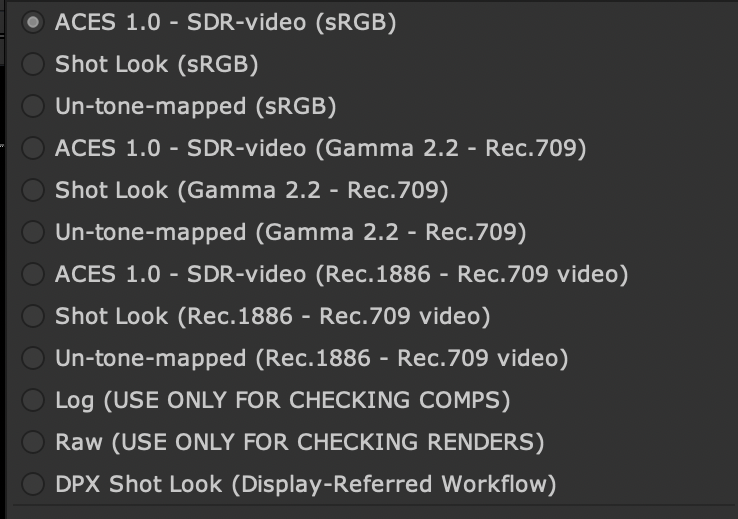 ACES 1.0 - SDR-video (sRGB)
Shot Look (sRGB)
Un-tone-mapped (sRGB)
ACES 1.0 - SDR-video (Gamma 2.2 - Rec.709)
Shot Look (Gamma 2.2 - Rec.709)
Un-tone-mapped (Gamma 2.2 - Rec.709)
ACES 1.0 - SDR-video (Rec.1886 - Rec.709 video)
Shot Look (Rec.1886 - Rec.709 video)
Un-tone-mapped (Rec.1886 - Rec.709 video)
Log (USE ONLY FOR CHECKING COMPS)
Raw (USE ONLY FOR CHECKING RENDERS)
DPX Shot Look (Display-Referred Workflow)